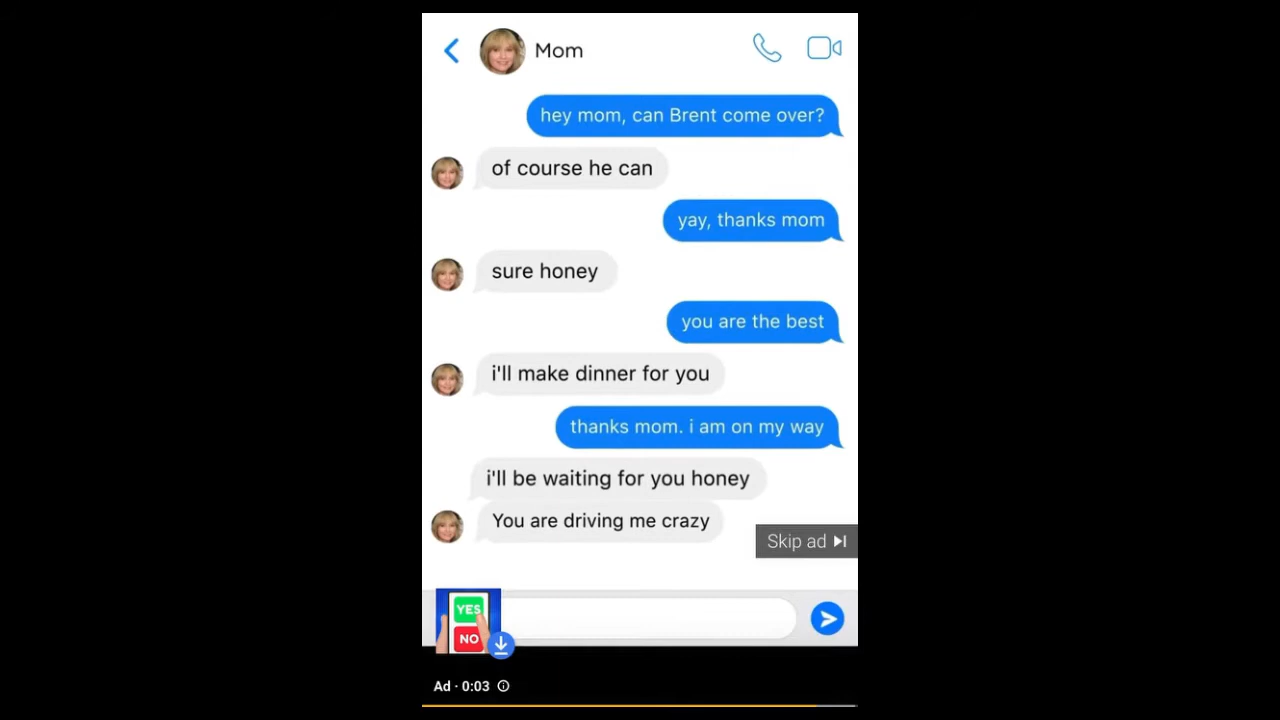 Mom
hey mom, can Brent come over?
of course he can
yay, thanks mom
sure honey
you are the best
i'll make dinner for you
thanks mom. i am on my way
i'll be waiting for you honey
You are driving me crazy
Skip ad
YES
NO
Ad · 0:03